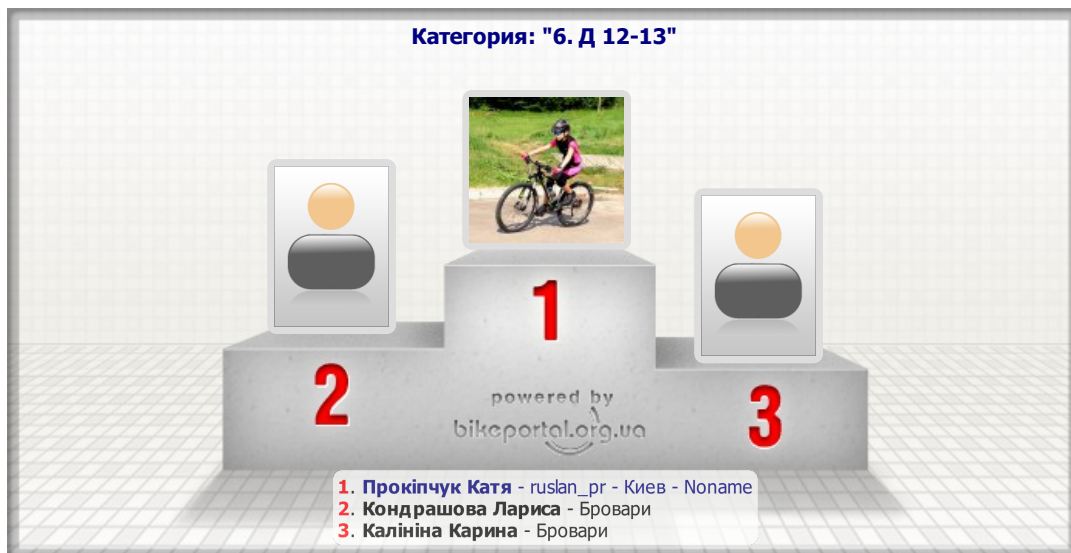 Категория: "6. Д 12-13"
1
2
3
powered by
bikeportal.org.ua
1. Прокіпчук Катя - ruslan_pr - Киев - Noname
2. Кондрашова Лариса - Бровари
3. Калініна Карина - Бровари